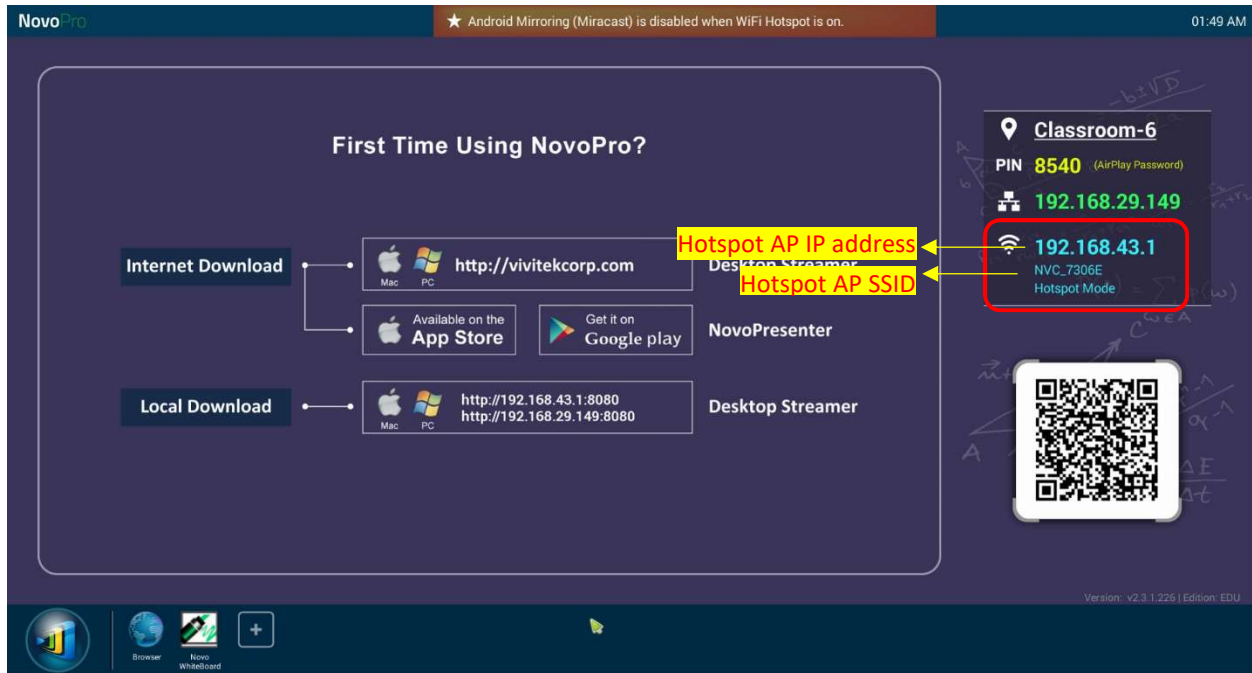 NovoPro
★ Android Mirroring (Miracast) is disabled when WiFi Hotspot is on.
01:49 AM
First Time Using NovoPro?
Classroom-6
PIN 8540 (AirPlay Password)
192.168.29.149
Hotspot AP IP address
192.168.43.1
Hotspot AP SSID
NVC_7306E
Hotspot Mode
Internet Download
Mac PC
http://vivitekcorp.com
Desktop Streamer
Available on the
App Store
Get it on
Google play
NovoPresenter
Local Download
Mac PC
http://192.168.43.1:8080
http://192.168.29.149:8080
Desktop Streamer
Version: v2.3.1.226 | Edition: EDU
Browser
Novo
WhiteBoard